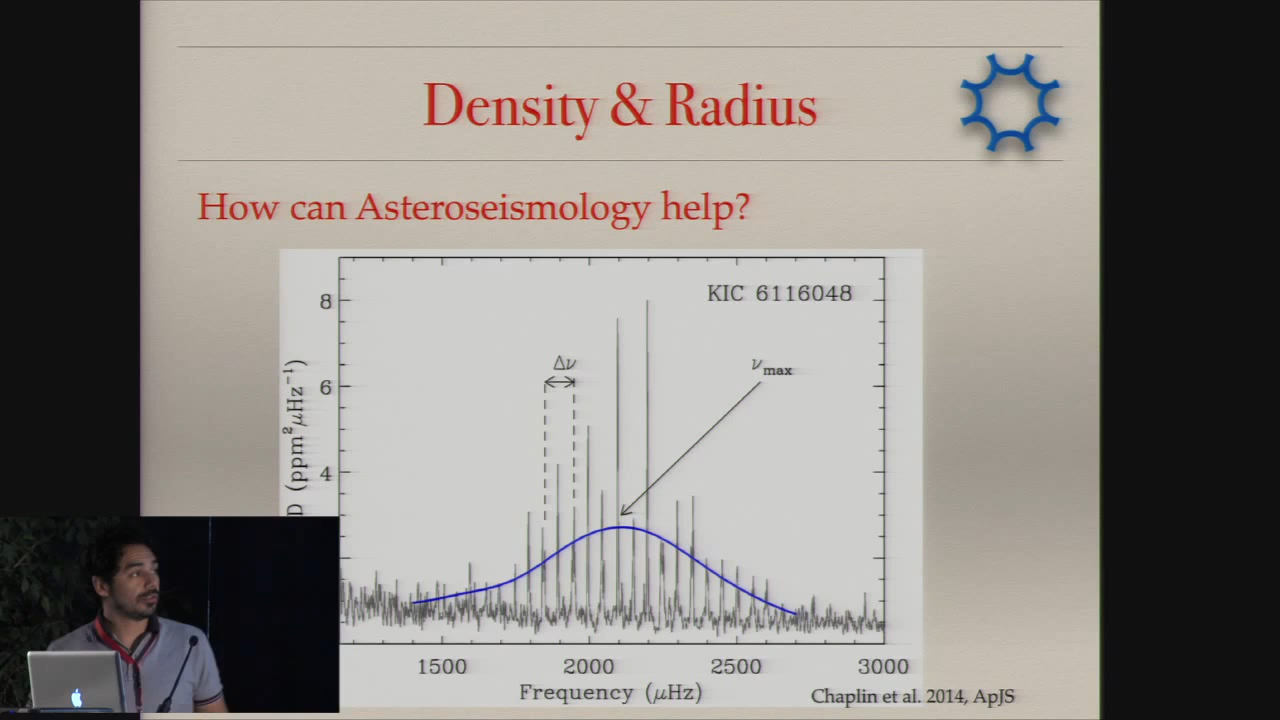 Density & Radius
How can Asteroseismology help?
KIC 6116048
8
Δν
νmax
6
4
D (ppm² μHz⁻¹)
1500 2000 2500 3000
Frequency (μHz)
Chaplin et al. 2014, ApJS